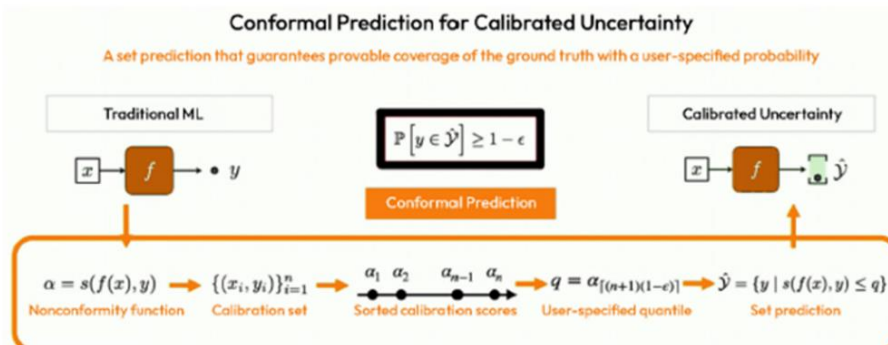 Conformal Prediction for Calibrated Uncertainty
A set prediction that guarantees provable coverage of the ground truth with a user-specified probability
Traditional ML
x f y
ℙ[y ∈ Ŷ] ≥ 1 − ϵ
Conformal Prediction
Calibrated Uncertainty
x f Ŷ
α = s(f(x), y)
Nonconformity function
{(xᵢ, yᵢ)}ⁿᵢ₌₁
Calibration set
α₁ α₂ αₙ₋₁ αₙ
Sorted calibration scores
q = α⌈(n+1)(1−ϵ)⌉
User-specified quantile
Ŷ = {y | s(f(x), y) ≤ q}
Set prediction